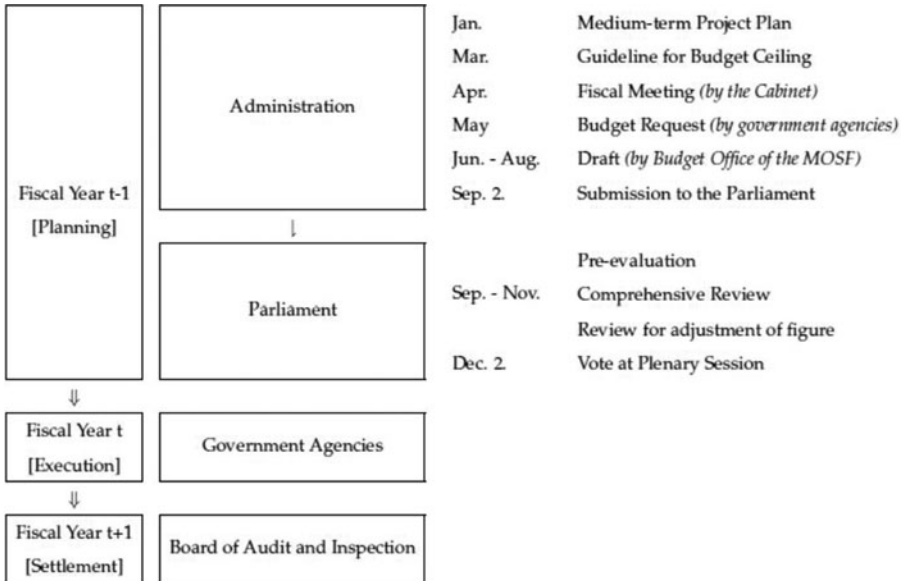 Fiscal Year t-1
[Planning]
Administration
Jan. Medium-term Project Plan
Mar. Guideline for Budget Ceiling
Apr. Fiscal Meeting (by the Cabinet)
May Budget Request (by government agencies)
Jun. - Aug. Draft (by Budget Office of the MOSF)
Sep. 2. Submission to the Parliament
↓
Parliament
Pre-evaluation
Sep. - Nov. Comprehensive Review
Review for adjustment of figure
Dec. 2. Vote at Plenary Session
⇓
Fiscal Year t
[Execution]
Government Agencies
⇓
Fiscal Year t+1
[Settlement]
Board of Audit and Inspection